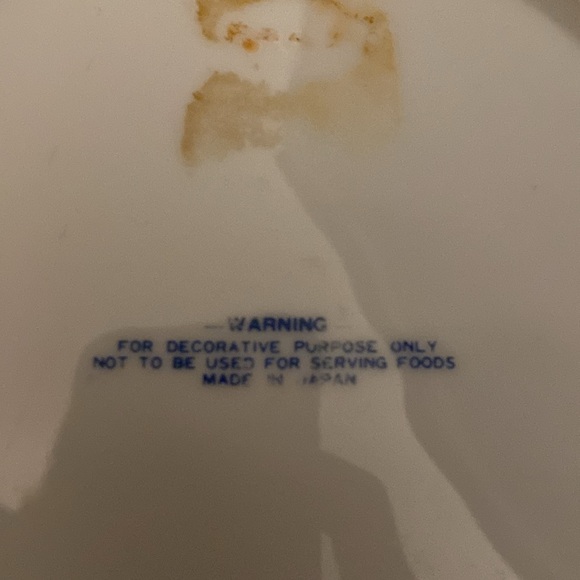 — WARNING —
FOR DECORATIVE PURPOSE ONLY
NOT TO BE USED FOR SERVING FOODS
MADE IN JAPAN